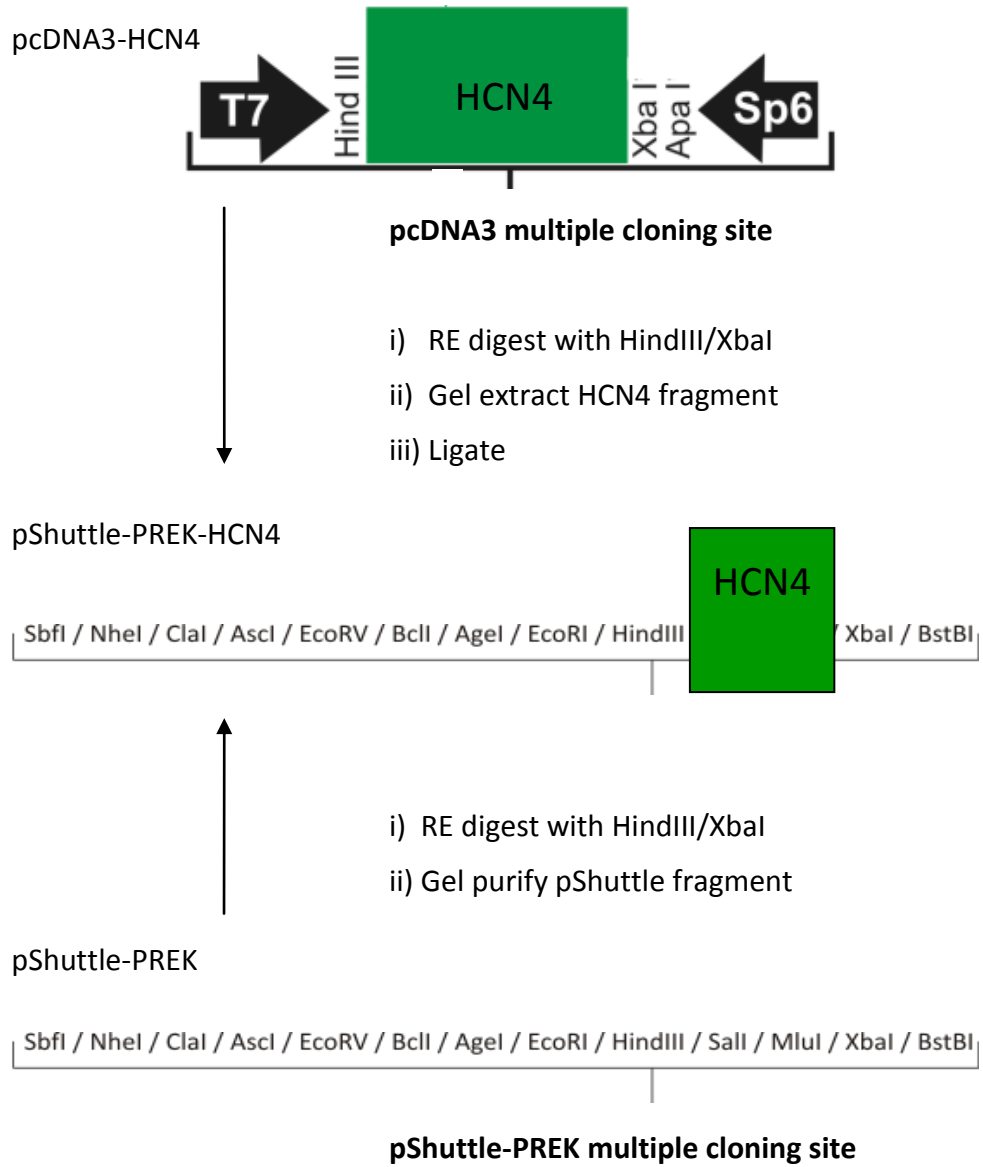 pcDNA3-HCN4
T7 Hind III HCN4 Xba I Apa I Sp6
pcDNA3 multiple cloning site
i) RE digest with HindIII/XbaI
ii) Gel extract HCN4 fragment
iii) Ligate
pShuttle-PREK-HCN4
HCN4
SbfI / NheI / ClaI / AscI / EcoRV / BclI / AgeI / EcoRI / HindIII / XbaI / BstBI
i) RE digest with HindIII/XbaI
ii) Gel purify pShuttle fragment
pShuttle-PREK
SbfI / NheI / ClaI / AscI / EcoRV / BclI / AgeI / EcoRI / HindIII / SalI / MluI / XbaI / BstBI
pShuttle-PREK multiple cloning site